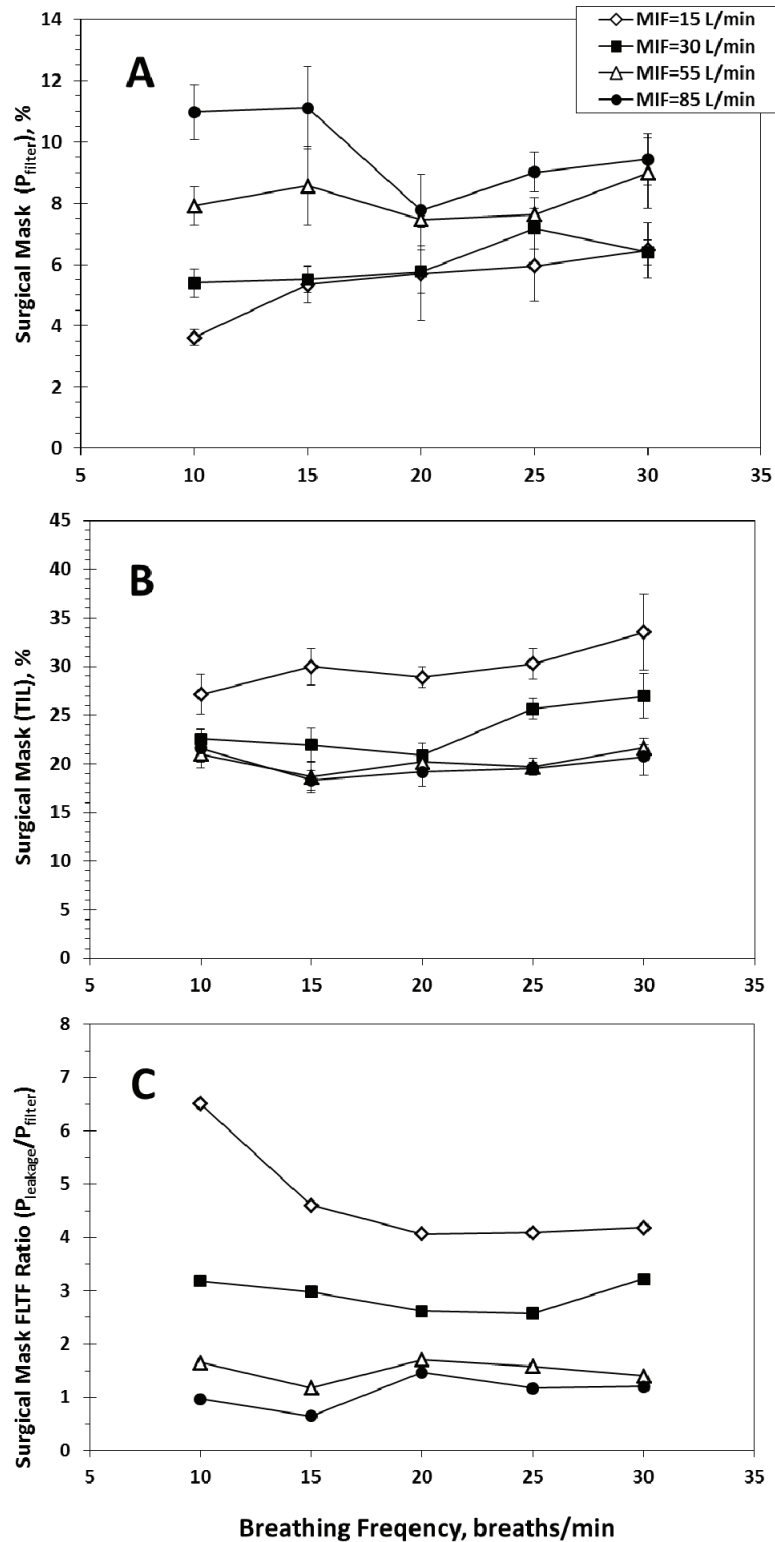 MIF=15 L/min
MIF=30 L/min
MIF=55 L/min
MIF=85 L/min
A
Surgical Mask (Pfilter), %
14
12
10
8
6
4
2
0
5 10 15 20 25 30 35
B
Surgical Mask (TIL), %
45
40
35
30
25
20
15
10
5
0
5 10 15 20 25 30 35
C
Surgical Mask FLTF Ratio (Pleakage/Pfilter)
8
7
6
5
4
3
2
1
0
5 10 15 20 25 30 35
Breathing Freqency, breaths/min